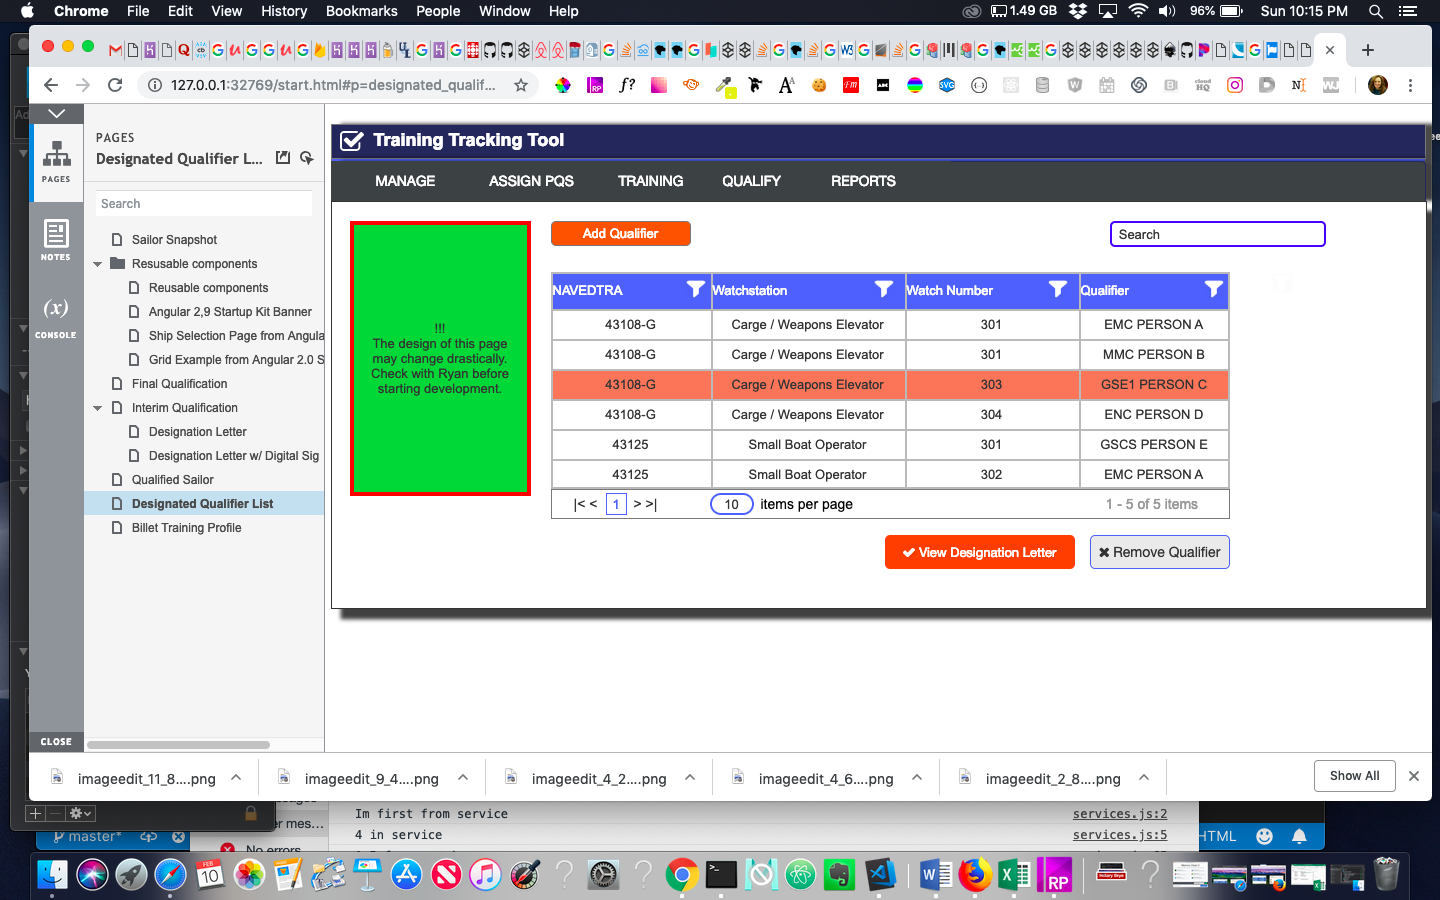 Chrome File Edit View History Bookmarks People Window Help 1.49 GB 96% Sun 10:15 PM
127.0.0.1:32769/start.html#p=designated_qualif...
PAGES
NOTES
(x)
CONSOLE
CLOSE
PAGES
Designated Qualifier L...
Search
Sailor Snapshot
Resusable components
Reusable components
Angular 2,9 Startup Kit Banner
Ship Selection Page from Angula
Grid Example from Angular 2.0 S
Final Qualification
Interim Qualification
Designation Letter
Designation Letter w/ Digital Sig
Qualified Sailor
Designated Qualifier List
Billet Training Profile
Training Tracking Tool
MANAGE ASSIGN PQS TRAINING QUALIFY REPORTS
!!!
The design of this page
may change drastically.
Check with Ryan before
starting development.
Add Qualifier
Search
NAVEDTRA Watchstation Watch Number Qualifier
43108-G Carge / Weapons Elevator 301 EMC PERSON A
43108-G Carge / Weapons Elevator 301 MMC PERSON B
43108-G Carge / Weapons Elevator 303 GSE1 PERSON C
43108-G Carge / Weapons Elevator 304 ENC PERSON D
43125 Small Boat Operator 301 GSCS PERSON E
43125 Small Boat Operator 302 EMC PERSON A
|< < 1 > >| 10 items per page 1 - 5 of 5 items
View Designation Letter Remove Qualifier
imageedit_11_8....png imageedit_9_4....png imageedit_4_2....png imageedit_4_6....png imageedit_2_8....png Show All
Im first from service services.js:2
er mes...
master* 4 in service services.js:5 HTML
No errors
FEB
10
RP